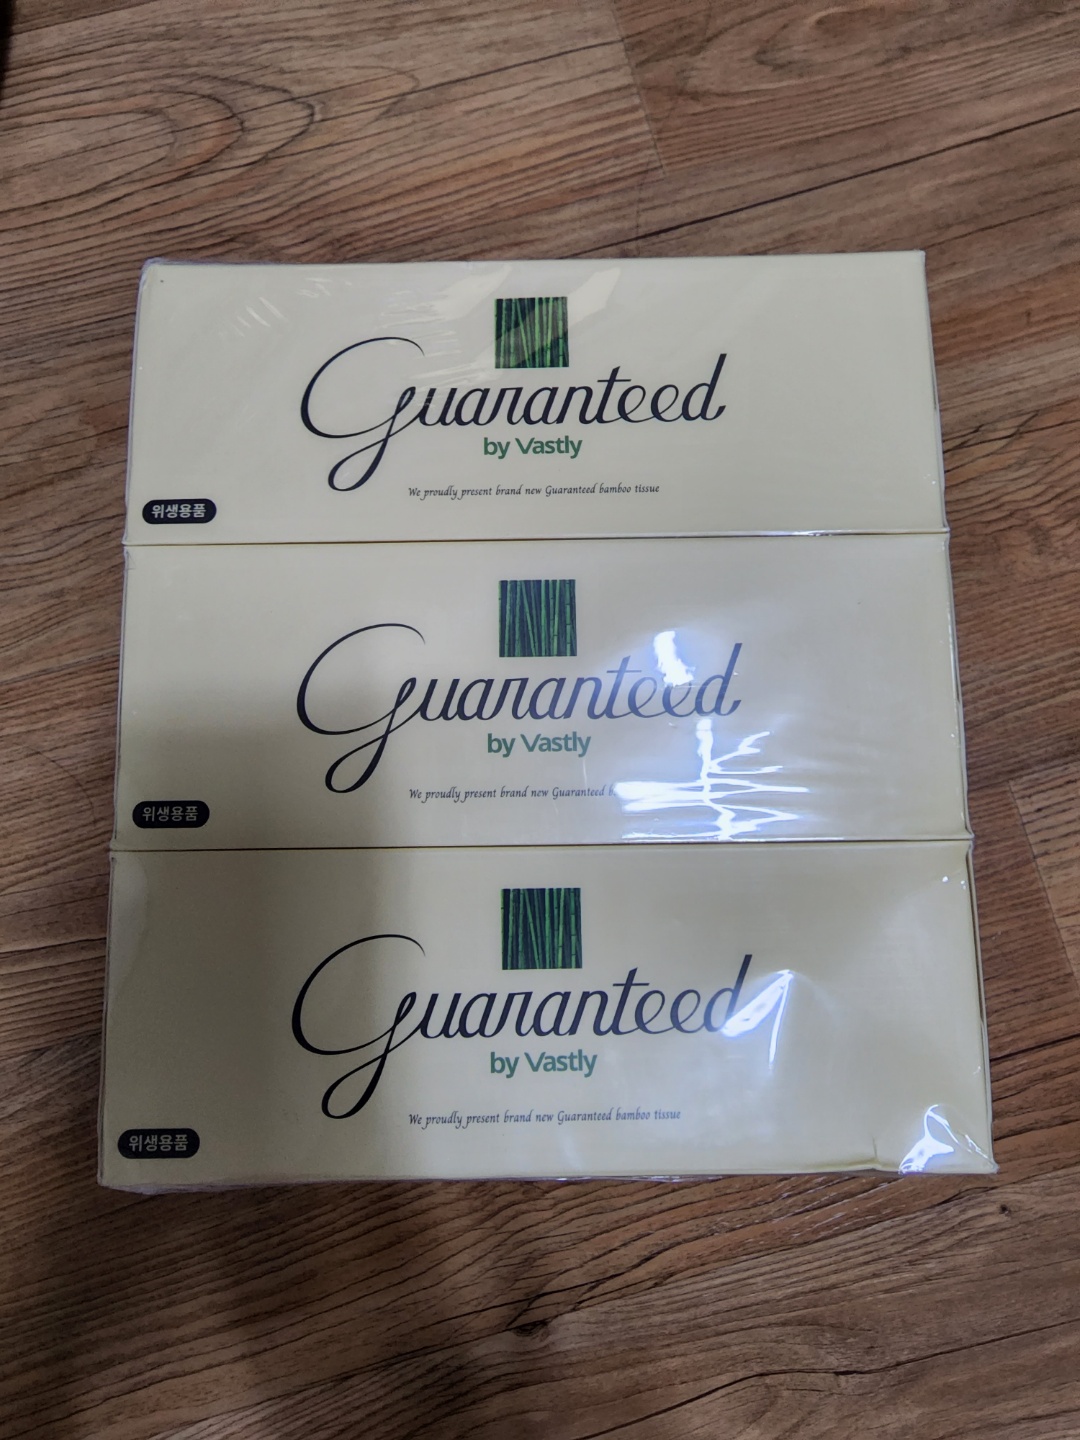 Guaranteed
by Vastly
We proudly present brand new Guaranteed bamboo tissue
위생용품
Guaranteed
by Vastly
We proudly present brand new Guaranteed
위생용품
Guaranteed
by Vastly
We proudly present brand new Guaranteed bamboo tissue
위생용품